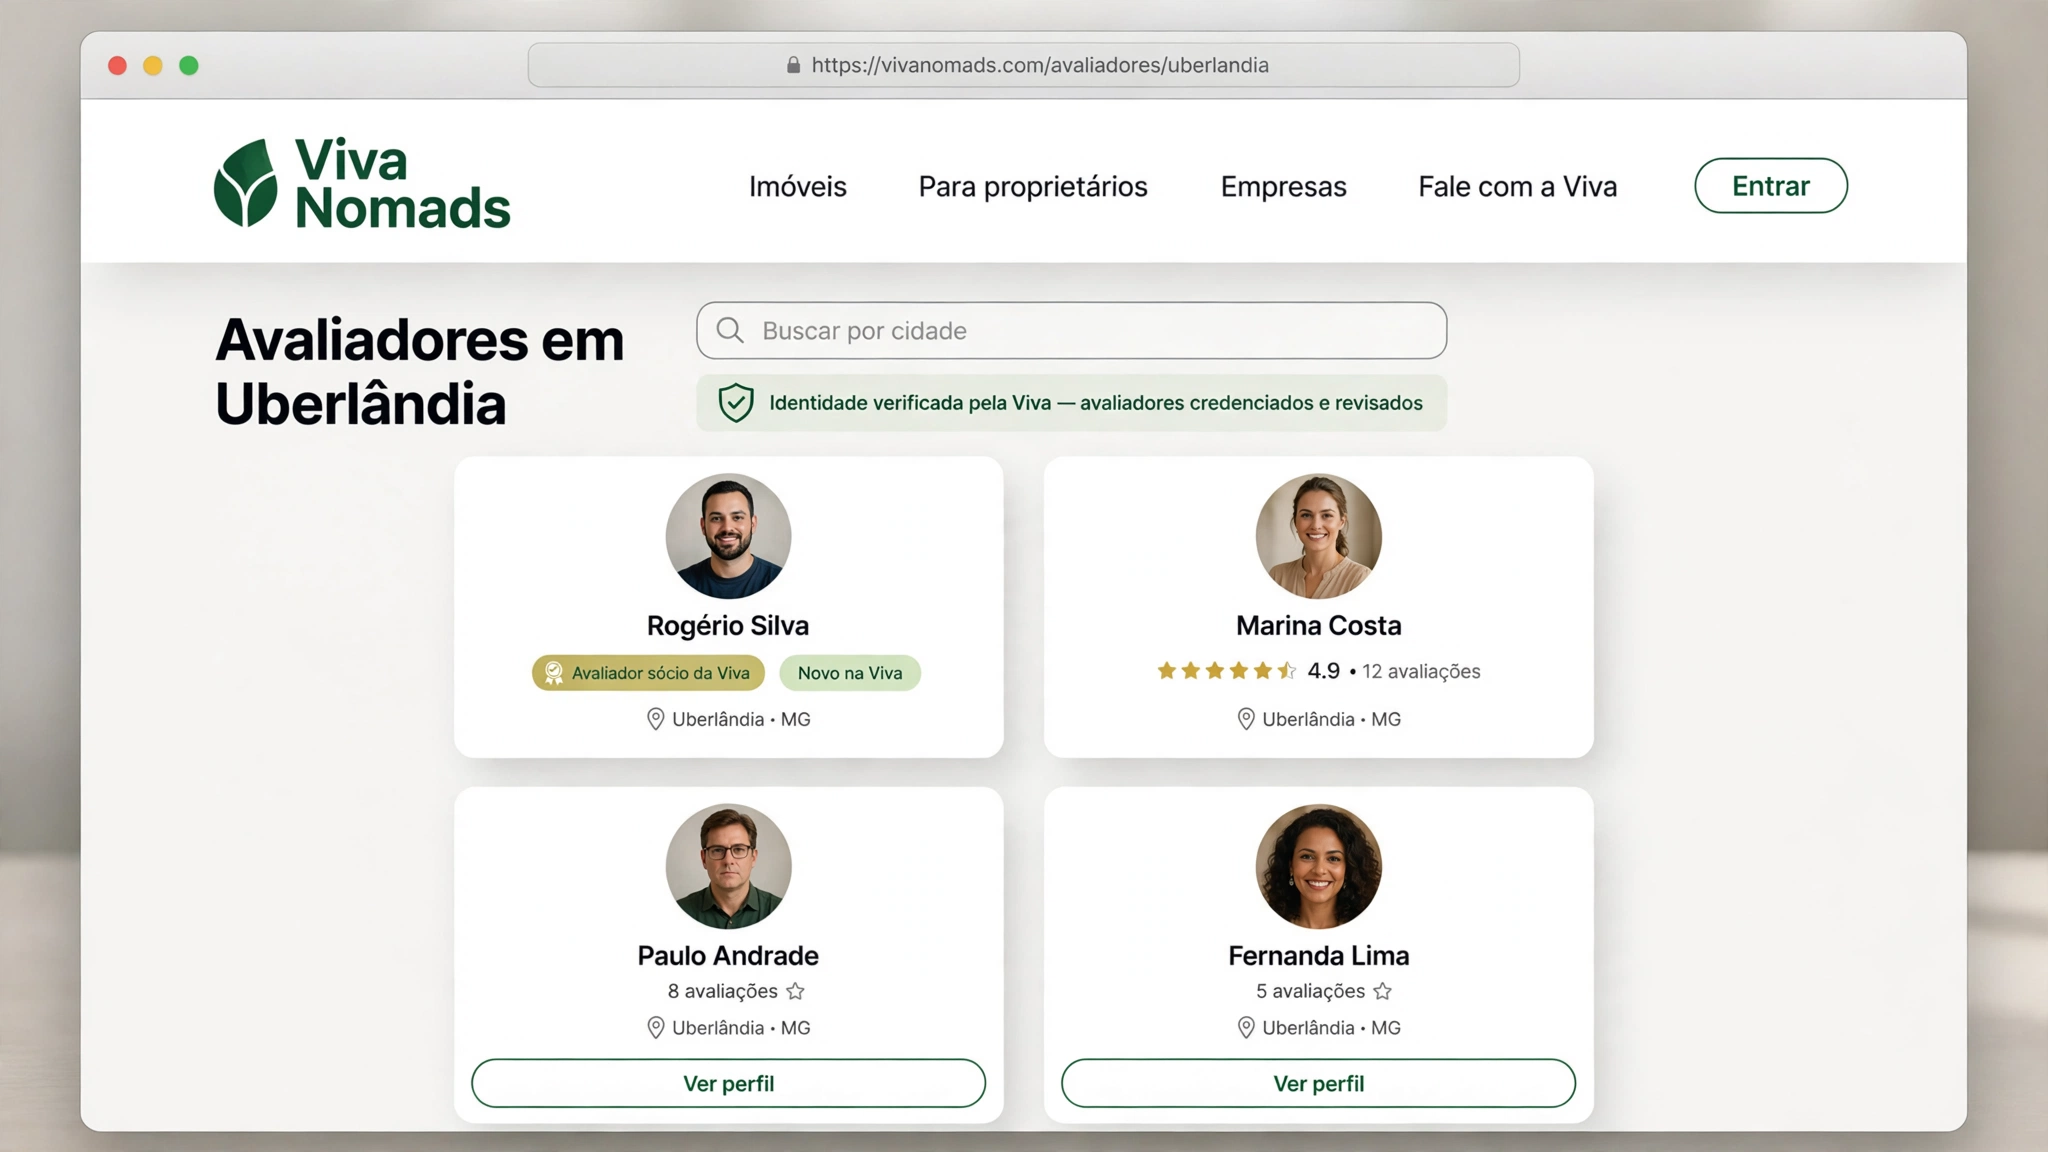 https://vivanomads.com/avaliadores/uberlandia
Viva
Nomads
Imóveis
Para proprietários
Empresas
Fale com a Viva
Entrar
Avaliadores em
Uberlândia
Buscar por cidade
Identidade verificada pela Viva — avaliadores credenciados e revisados
Rogério Silva
Avaliador sócio da Viva
Novo na Viva
Uberlândia • MG
Marina Costa
4.9 • 12 avaliações
Uberlândia • MG
Paulo Andrade
8 avaliações
Uberlândia • MG
Ver perfil
Fernanda Lima
5 avaliações
Uberlândia • MG
Ver perfil